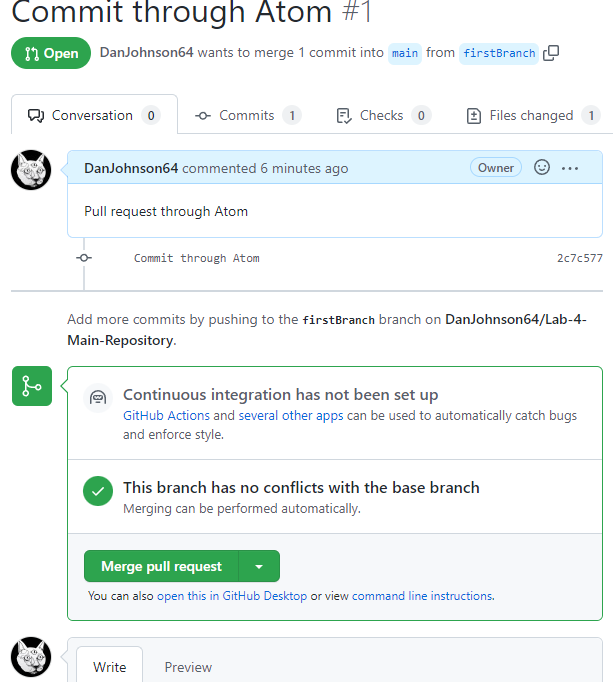 Commit through Atom #1
Open
DanJohnson64 wants to merge 1 commit into main from firstBranch
Conversation 0
Commits 1
Checks 0
Files changed 1
DanJohnson64 commented 6 minutes ago
Owner
Pull request through Atom
Commit through Atom
2c7c577
Add more commits by pushing to the firstBranch branch on DanJohnson64/Lab-4-
Main-Repository.
Continuous integration has not been set up
GitHub Actions and several other apps can be used to automatically catch bugs
and enforce style.
This branch has no conflicts with the base branch
Merging can be performed automatically.
Merge pull request
You can also open this in GitHub Desktop or view command line instructions.
Write
Preview